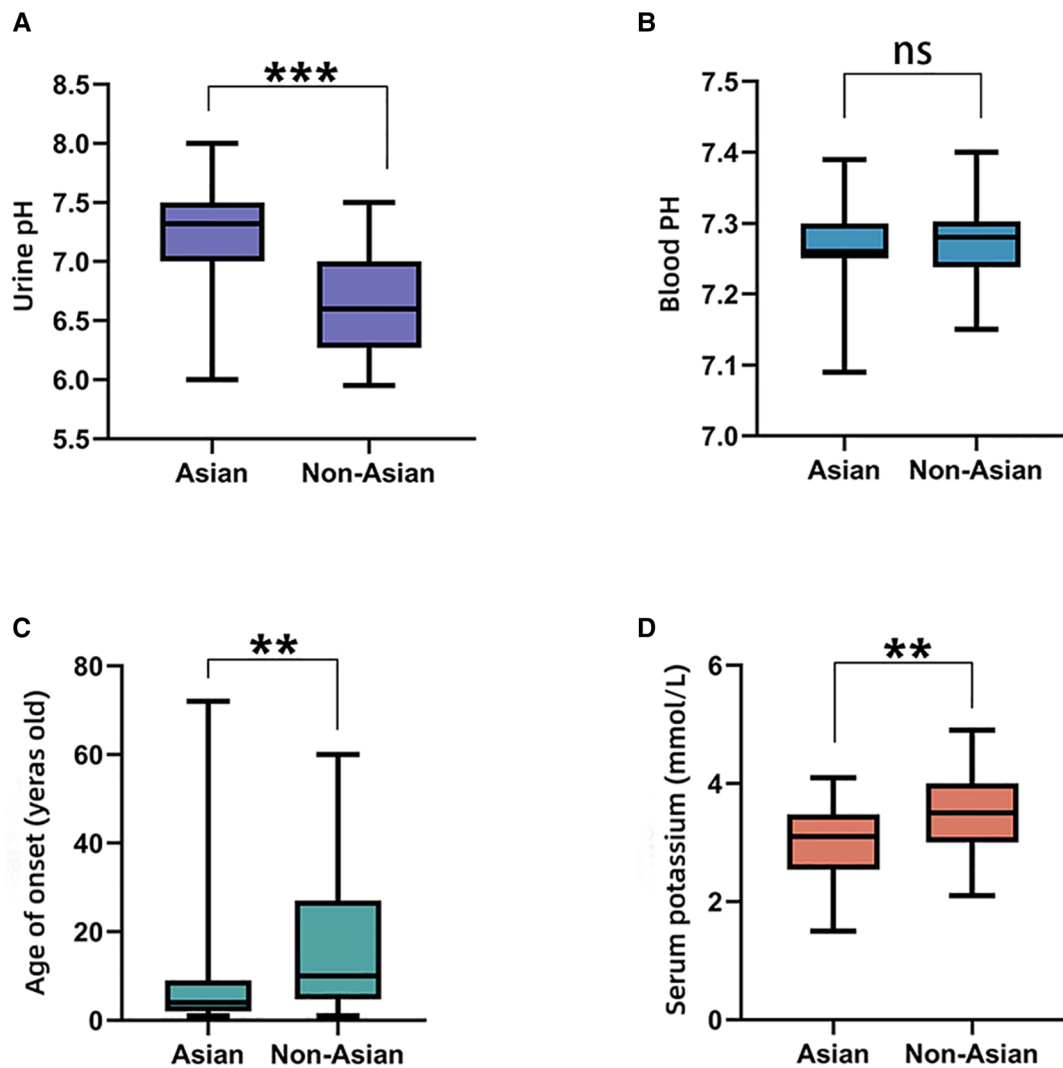 A
Urine pH
8.5
8.0
7.5
7.0
6.5
6.0
5.5
***
Asian
Non-Asian
B
Blood PH
7.5
7.4
7.3
7.2
7.1
7.0
ns
Asian
Non-Asian
C
Age of onset (yeras old)
80
60
40
20
0
**
Asian
Non-Asian
D
Serum potassium (mmol/L)
6
4
2
0
**
Asian
Non-Asian